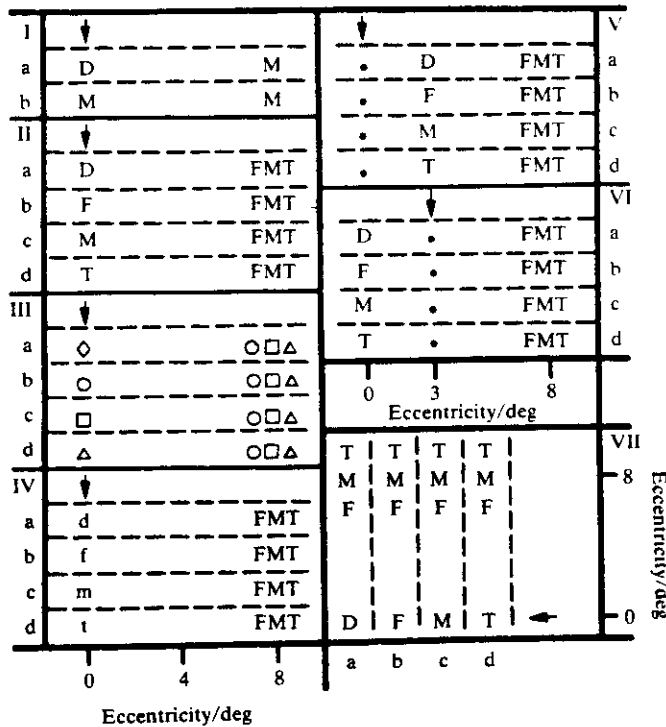 I
a D M
b M M
II
a D FMT
b F FMT
c M FMT
d T FMT
III
a ◇ ○□△
b ○ ○□△
c □ ○□△
d △ ○□△
IV
a d FMT
b f FMT
c m FMT
d t FMT
0 4 8
Eccentricity/deg
V
• D FMT a
• F FMT b
• M FMT c
• T FMT d
VI
D • FMT a
F • FMT b
M • FMT c
T • FMT d
0 3 8
Eccentricity/deg
VII
T T T T
M M M M 8
F F F F
D F M T 0
a b c d
Eccentricity/deg